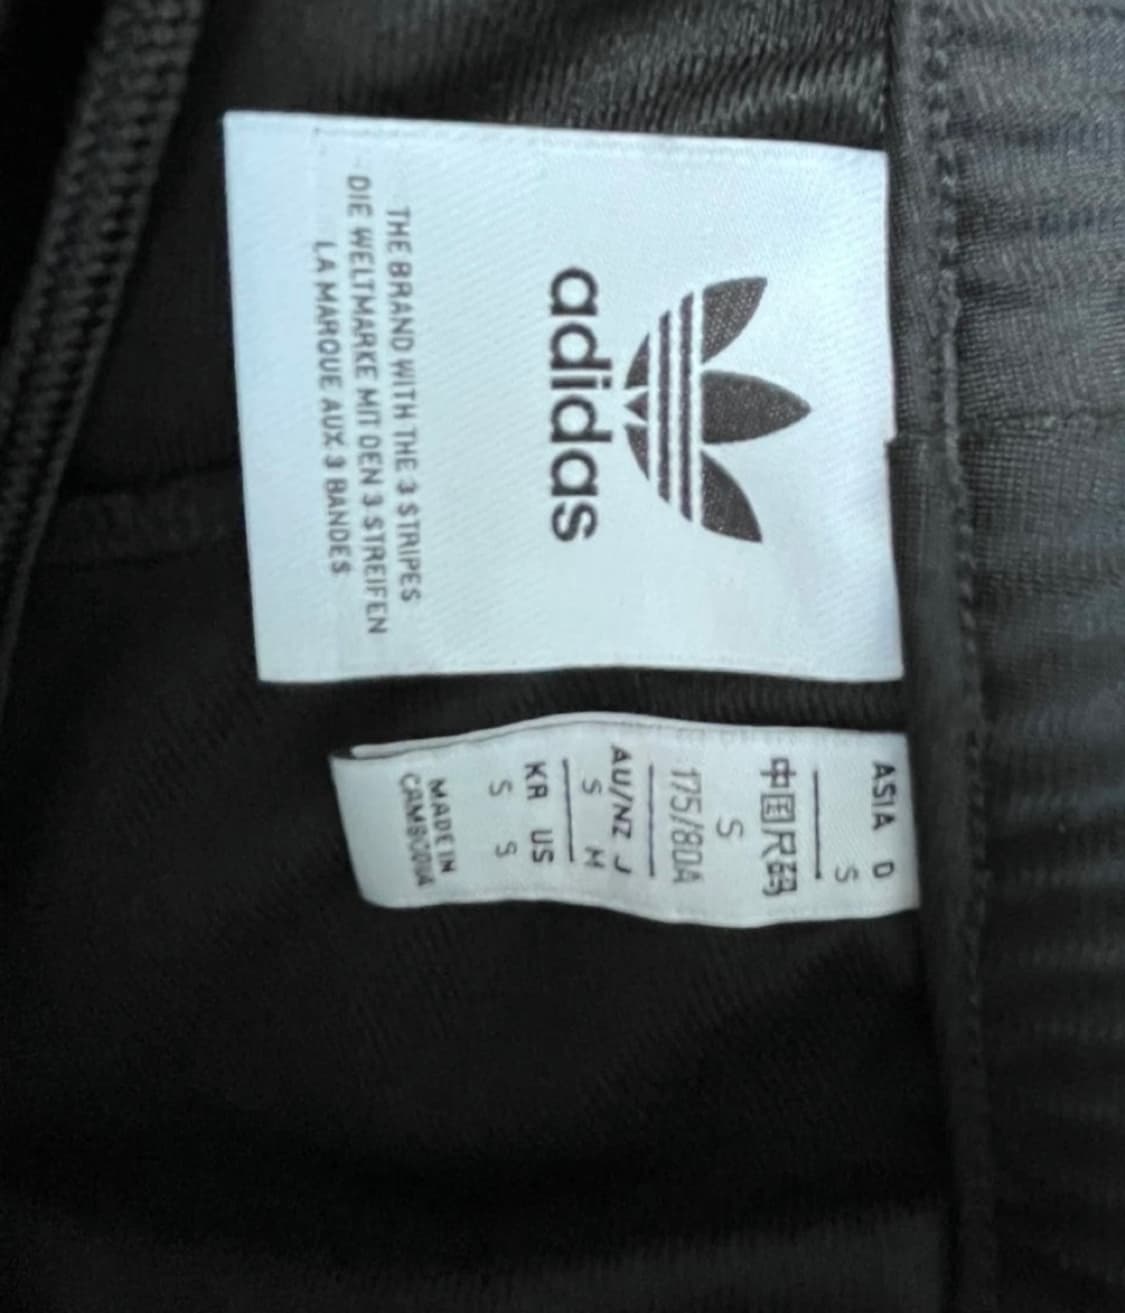 adidas
THE BRAND WITH THE 3 STRIPES
DIE WELTMARKE MIT DEN 3 STREIFEN
LA MARQUE AUX 3 BANDES
ASIA D
S
中国尺码
S
175/80A
AU/NZ J
S M
KR US
S S
MADE IN
CAMBODIA